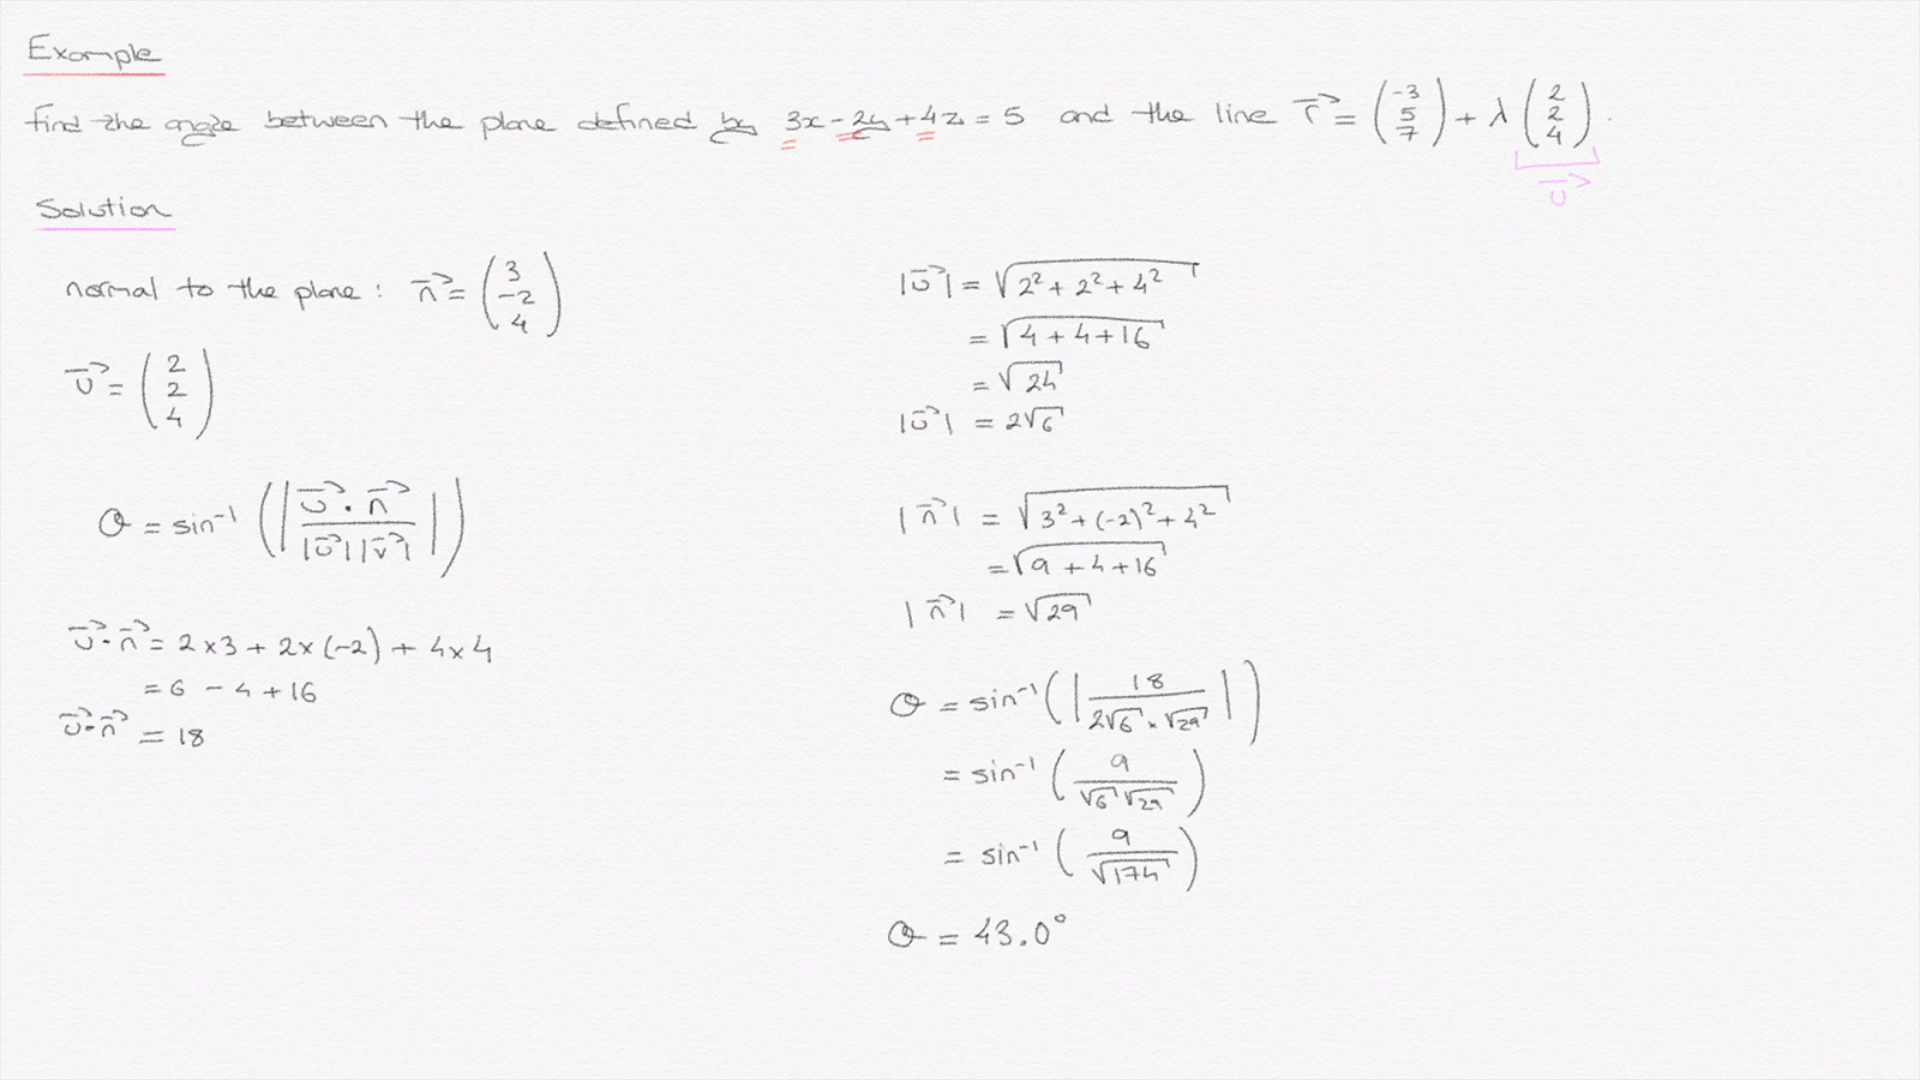 Example
Find the angle between the plane defined by 3x - 2y + 4z = 5 and the line r⃗ = (-3 5 7) + λ (2 2 4).
u⃗
Solution
normal to the plane : n⃗ = (3 -2 4)
u⃗ = (2 2 4)
θ = sin⁻¹ (| u⃗ · n⃗ / |u⃗| |v⃗| |)
u⃗ · n⃗ = 2 × 3 + 2 × (-2) + 4 × 4
= 6 - 4 + 16
u⃗ · n⃗ = 18
|u⃗| = √(2² + 2² + 4²)
= √(4 + 4 + 16)
= √24
|u⃗| = 2√6
|n⃗| = √(3² + (-2)² + 4²)
= √(9 + 4 + 16)
|n⃗| = √29
θ = sin⁻¹ (| 18 / 2√6 × √29 |)
= sin⁻¹ (9 / √6 √29)
= sin⁻¹ (9 / √174)
θ = 43.0°